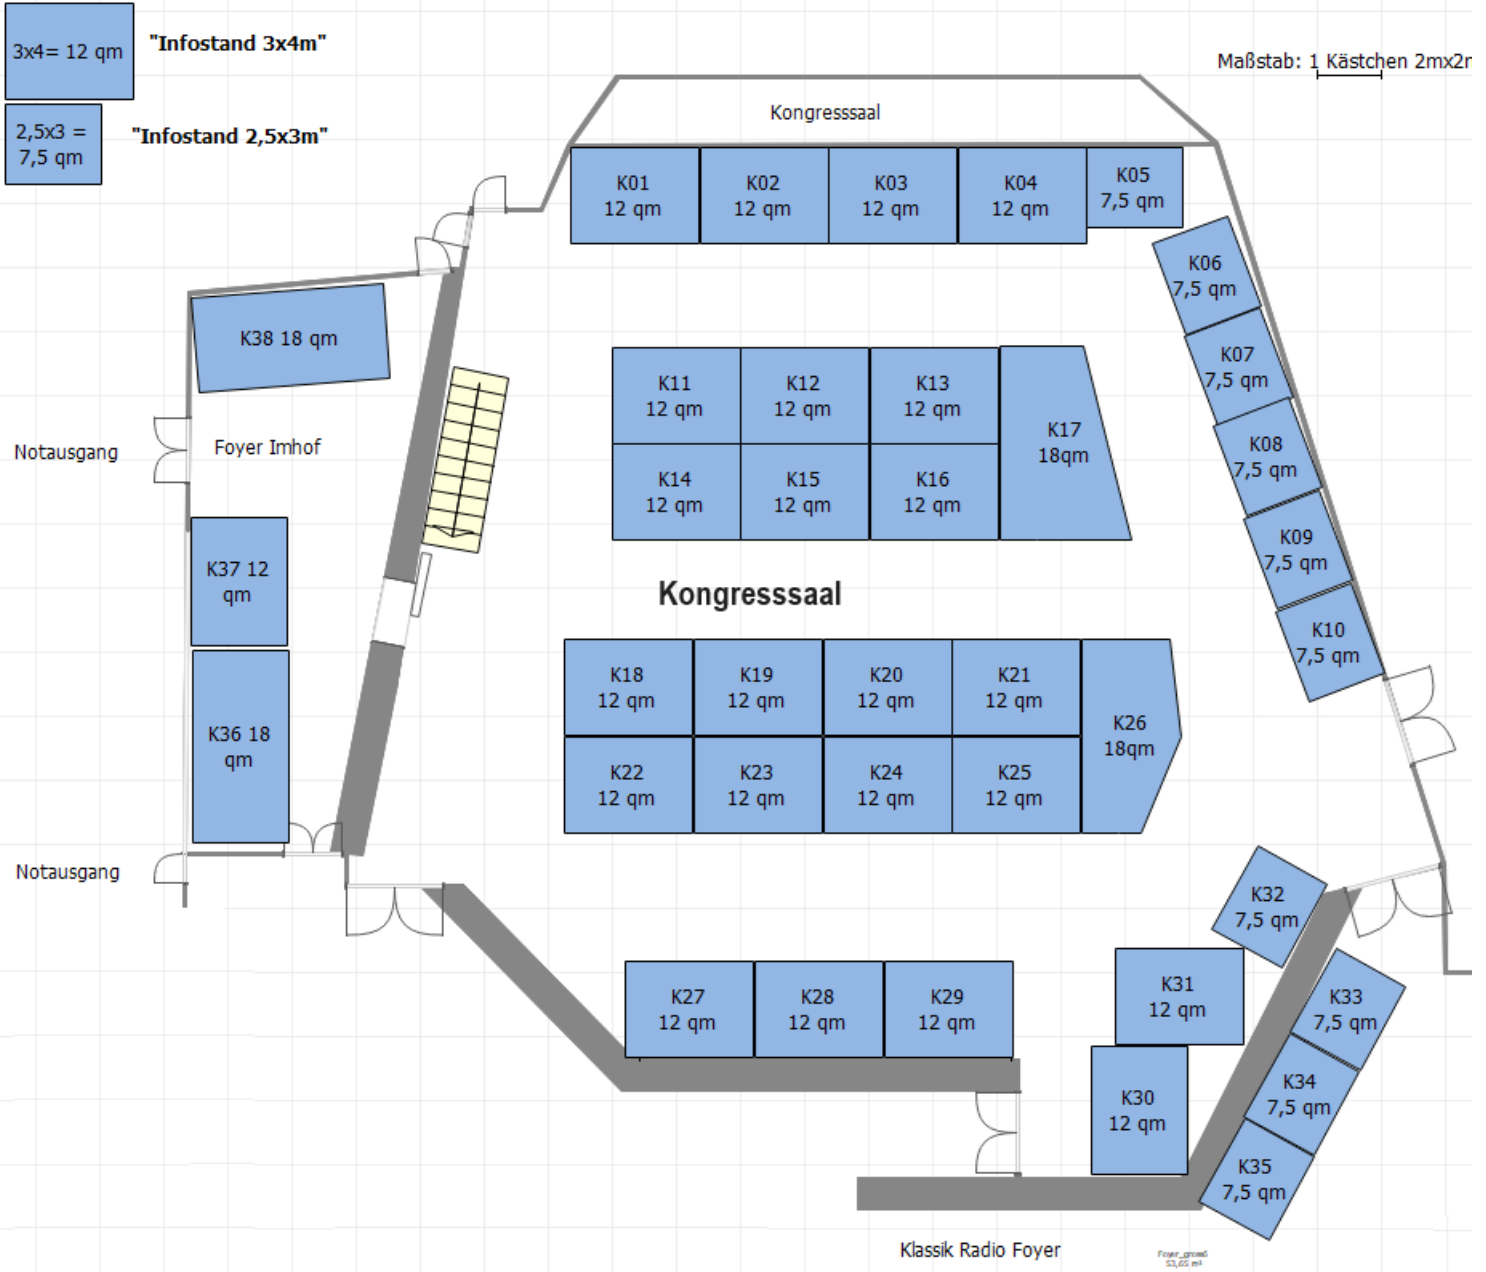 3x4= 12 qm
"Infostand 3x4m"
2,5x3 =
7,5 qm
"Infostand 2,5x3m"
Maßstab: 1 Kästchen 2mx2m
Kongresssaal
K01
12 qm
K02
12 qm
K03
12 qm
K04
12 qm
K05
7,5 qm
K06
7,5 qm
K07
7,5 qm
K08
7,5 qm
K09
7,5 qm
K10
7,5 qm
K38 18 qm
Notausgang
Foyer Imhof
K11
12 qm
K12
12 qm
K13
12 qm
K14
12 qm
K15
12 qm
K16
12 qm
K17
18qm
K37 12
qm
Kongresssaal
K36 18
qm
K18
12 qm
K19
12 qm
K20
12 qm
K21
12 qm
K22
12 qm
K23
12 qm
K24
12 qm
K25
12 qm
K26
18qm
Notausgang
K27
12 qm
K28
12 qm
K29
12 qm
K30
12 qm
K31
12 qm
K32
7,5 qm
K33
7,5 qm
K34
7,5 qm
K35
7,5 qm
Klassik Radio Foyer
Foyer_gross
53,65 m²